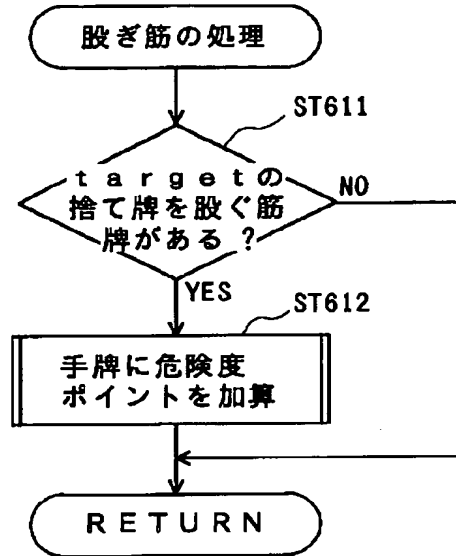 股ぎ筋の処理
ST611
targetの
捨て牌を股ぐ筋
牌がある?
NO
YES
ST612
手牌に危険度
ポイントを加算
RETURN